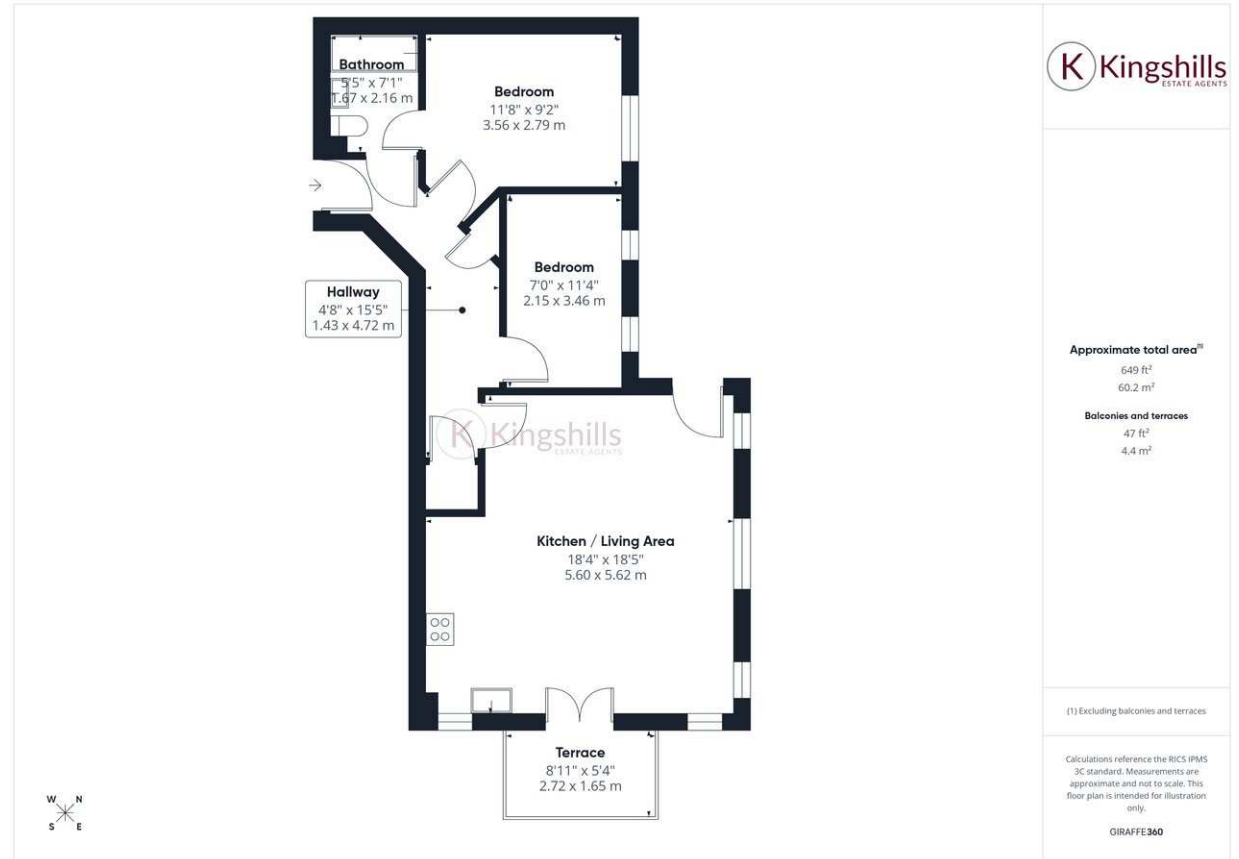 Bathroom
5'5" x 7'1"
1.67 x 2.16 m
Bedroom
11'8" x 9'2"
3.56 x 2.79 m
Bedroom
7'0" x 11'4"
2.15 x 3.46 m
Hallway
4'8" x 15'5"
1.43 x 4.72 m
K Kingshills
ESTATE AGENTS
Kitchen / Living Area
18'4" x 18'5"
5.60 x 5.62 m
Terrace
8'11" x 5'4"
2.72 x 1.65 m
W N
S E
K Kingshills
ESTATE AGENTS
Approximate total area⁽¹⁾
649 ft²
60.2 m²
Balconies and terraces
47 ft²
4.4 m²
(1) Excluding balconies and terraces
Calculations reference the RICS IPMS
3C standard. Measurements are
approximate and not to scale. This
floor plan is intended for illustration
only.
GIRAFFE360